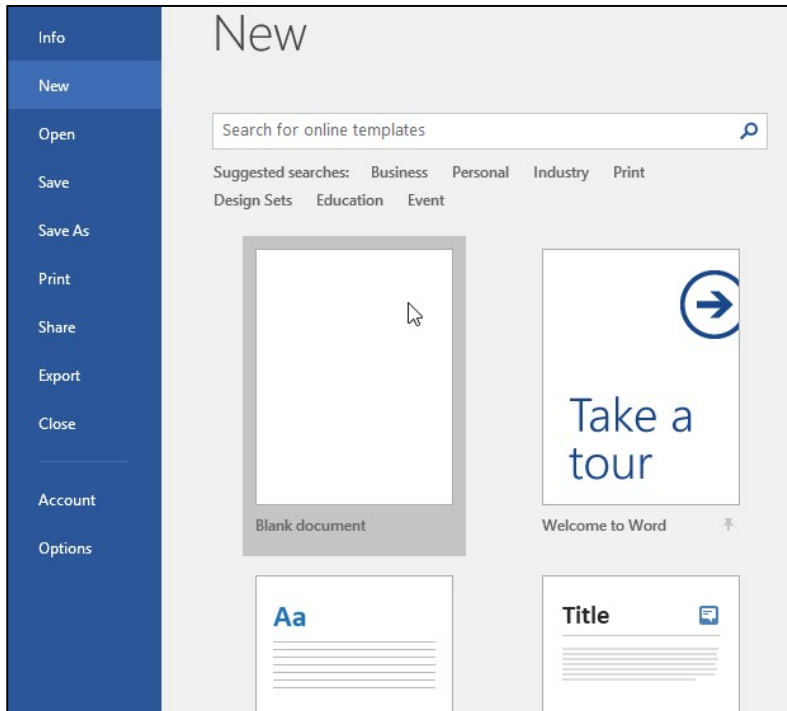 New
Info
New
Open
Save
Save As
Print
Share
Export
Close
Account
Options
Search for online templates
Suggested searches: Business Personal Industry Print
Design Sets Education Event
Take a
tour
Blank document
Welcome to Word
Aa
Title